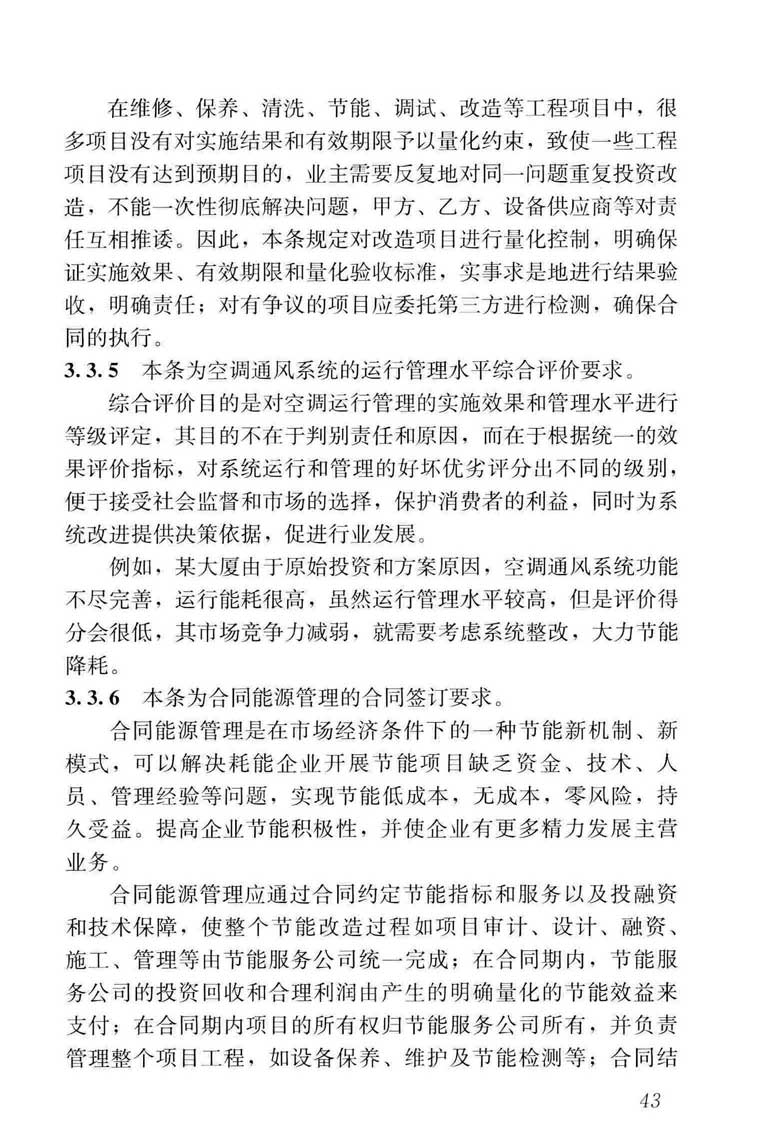 在维修、保养、清洗、节能、调试、改造等工程项目中，很
多项目没有对实施结果和有效期限予以量化约束，致使一些工程
项目没有达到预期目的，业主需要反复地对同一问题重复投资改
造，不能一次性彻底解决问题，甲方、乙方、设备供应商等对责
任互相推诿。因此，本条规定对改造项目进行量化控制，明确保
证实施效果、有效期限和量化验收标准，实事求是地进行结果验
收，明确责任；对有争议的项目应委托第三方进行检测，确保合
同的执行。
3.3.5 本条为空调通风系统的运行管理水平综合评价要求。
综合评价目的是对空调运行管理的实施效果和管理水平进行
等级评定，其目的不在于判别责任和原因，而在于根据统一的效
果评价指标，对系统运行和管理的好坏优劣评分出不同的级别，
便于接受社会监督和市场的选择，保护消费者的利益，同时为系
统改进提供决策依据，促进行业发展。
例如，某大厦由于原始投资和方案原因，空调通风系统功能
不尽完善，运行能耗很高，虽然运行管理水平较高，但是评价得
分会很低，其市场竞争力减弱，就需要考虑系统整改，大力节能
降耗。
3.3.6 本条为合同能源管理的合同签订要求。
合同能源管理是在市场经济条件下的一种节能新机制、新
模式，可以解决耗能企业开展节能项目缺乏资金、技术、人
员、管理经验等问题，实现节能低成本，无成本，零风险，持
久受益。提高企业节能积极性，并使企业有更多精力发展主营
业务。
合同能源管理应通过合同约定节能指标和服务以及投融资
和技术保障，使整个节能改造过程如项目审计、设计、融资、
施工、管理等由节能服务公司统一完成；在合同期内，节能服
务公司的投资回收和合理利润由产生的明确量化的节能效益来
支付；在合同期内项目的所有权归节能服务公司所有，并负责
管理整个项目工程，如设备保养、维护及节能检测等；合同结
43